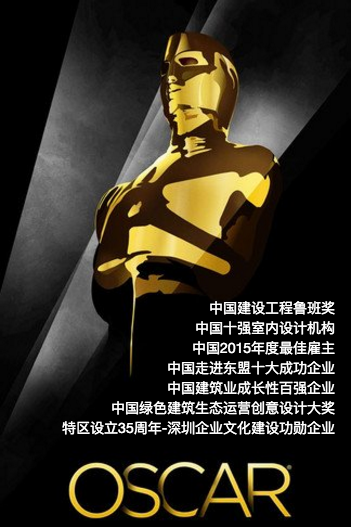 中国建设工程鲁班奖
中国十强室内设计机构
中国2015年度最佳雇主
中国走进东盟十大成功企业
中国建筑业成长性百强企业
中国绿色建筑生态运营创意设计大奖
特区设立35周年-深圳企业文化建设功勋企业
OSCAR®